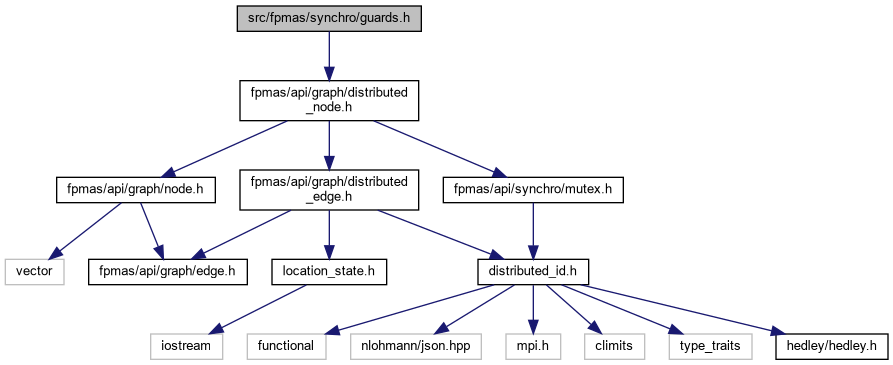 src/fpmas/synchro/guards.h
fpmas/api/graph/distributed
_node.h
fpmas/api/graph/node.h
fpmas/api/graph/distributed
_edge.h
fpmas/api/synchro/mutex.h
vector
fpmas/api/graph/edge.h
location_state.h
distributed_id.h
iostream
functional
nlohmann/json.hpp
mpi.h
climits
type_traits
hedley/hedley.h